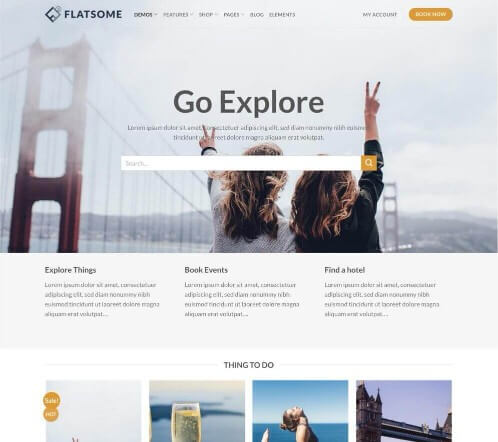 FLATSOME
DEMOS FEATURES SHOP PAGES BLOG ELEMENTS
MY ACCOUNT
BOOK NOW
Go Explore
Lorem ipsum dolor sit amet, consectetuer adipiscing elit, sed diam nonummy nibh euismod
tincidunt ut laoreet dolore magna aliquam erat volutpat....
Search...
Explore Things
Lorem ipsum dolor sit amet, consectetuer
adipiscing elit, sed diam nonummy nibh
euismod tincidunt ut laoreet dolore magna
aliquam erat volutpat....
Book Events
Lorem ipsum dolor sit amet, consectetuer
adipiscing elit, sed diam nonummy nibh
euismod tincidunt ut laoreet dolore magna
aliquam erat volutpat....
Find a hotel
Lorem ipsum dolor sit amet, consectetuer
adipiscing elit, sed diam nonummy nibh
euismod tincidunt ut laoreet dolore magna
aliquam erat volutpat....
THING TO DO
Sale!
HOT